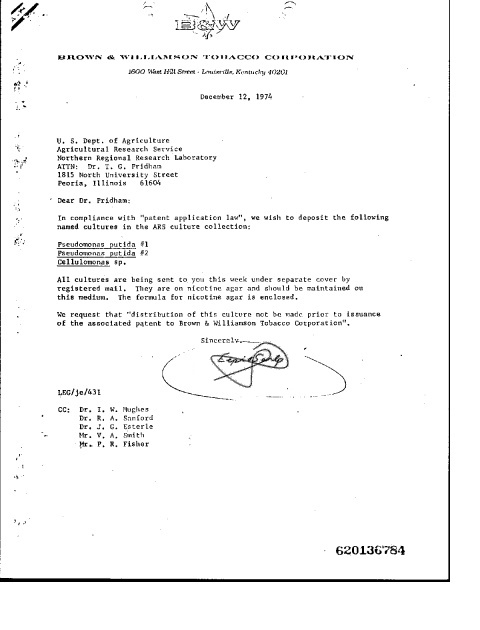 B&W
BROWN & WILLIAMSON TOBACCO CORPORATION
1600 West Hill Street - Louisville, Kentucky 40201
December 12, 1974
U. S. Dept. of Agriculture
Agricultural Research Service
Northern Regional Research Laboratory
ATTN: Dr. T. G. Pridham
1815 North University Street
Peoria, Illinois 61604
Dear Dr. Pridham:
In compliance with "patent application law", we wish to deposit the following
named cultures in the ARS culture collection:
Pseudomonas putida #1
Pseudomonas putida #2
Cellulomonas sp.
All cultures are being sent to you this week under separate cover by
registered mail. They are on nicotine agar and should be maintained on
this medium. The formula for nicotine agar is enclosed.
We request that "distribution of this culture not be made prior to issuance
of the associated patent to Brown & Williamson Tobacco Corporation".
Sincerely,
LEG/je/431
CC: Dr. I. W. Hughes
Dr. R. A. Sanford
Dr. J. G. Esterle
Mr. V. A. Smith
Mr. P. R. Fisher
620136784